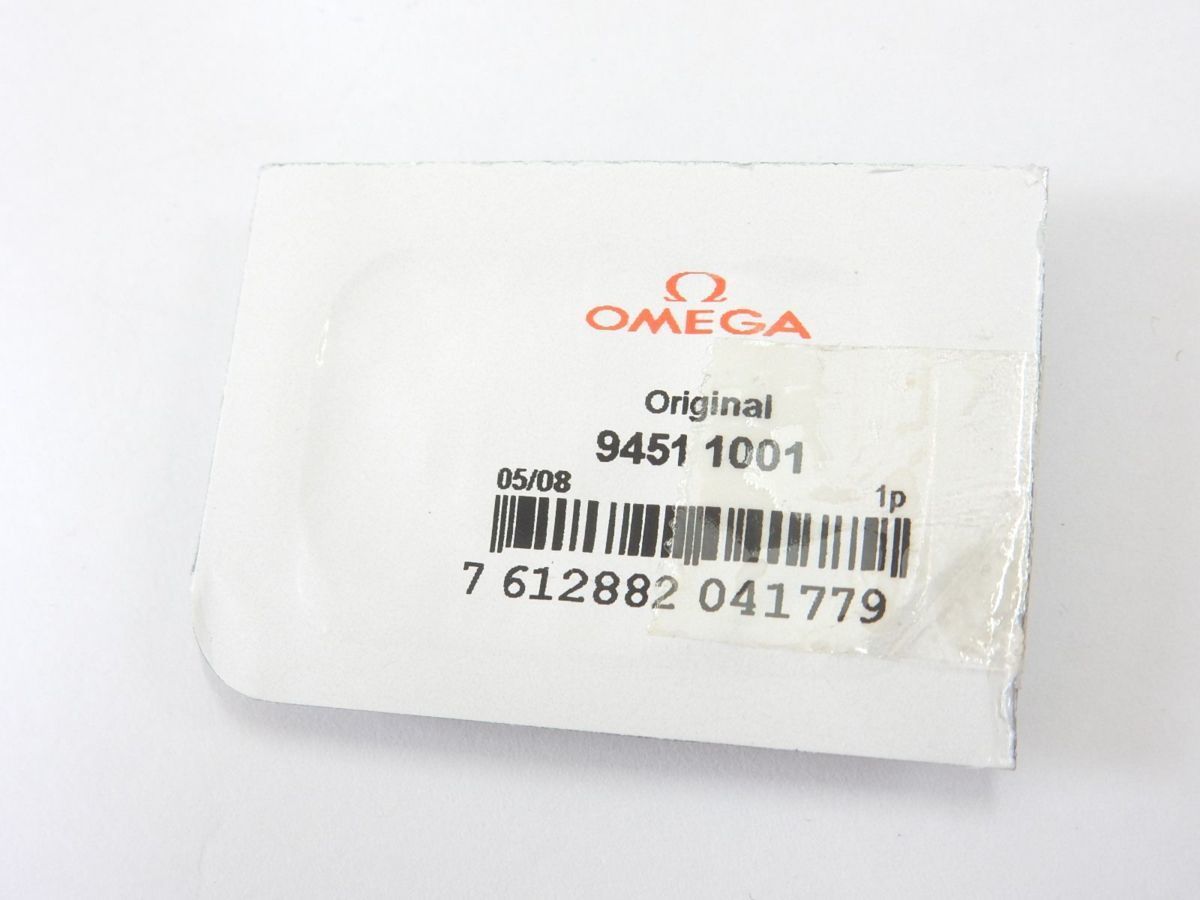 Ω
OMEGA
Original
9451 1001
05/08 1p
7 612882 041779